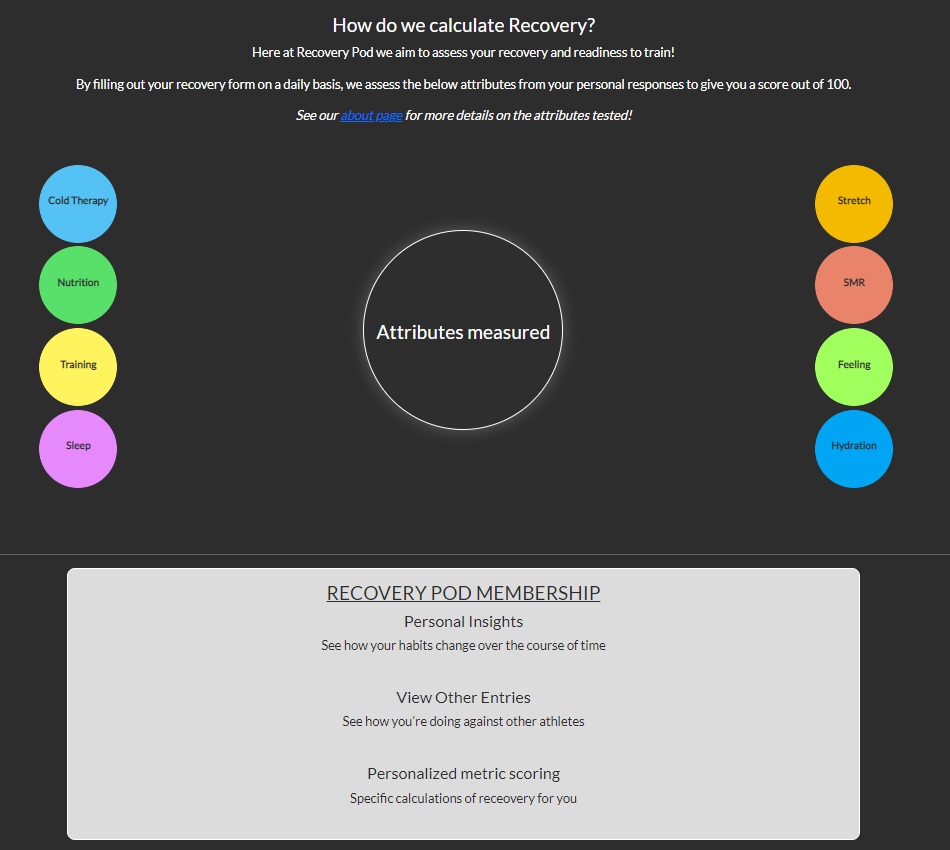 How do we calculate Recovery?
Here at Recovery Pod we aim to assess your recovery and readiness to train!
By filling out your recovery form on a daily basis, we assess the below attributes from your personal responses to give you a score out of 100.
See our about page for more details on the attributes tested!
Cold Therapy
Nutrition
Training
Sleep
Attributes measured
Stretch
SMR
Feeling
Hydration
RECOVERY POD MEMBERSHIP
Personal Insights
See how your habits change over the course of time
View Other Entries
See how you're doing against other athletes
Personalized metric scoring
Specific calculations of receovery for you